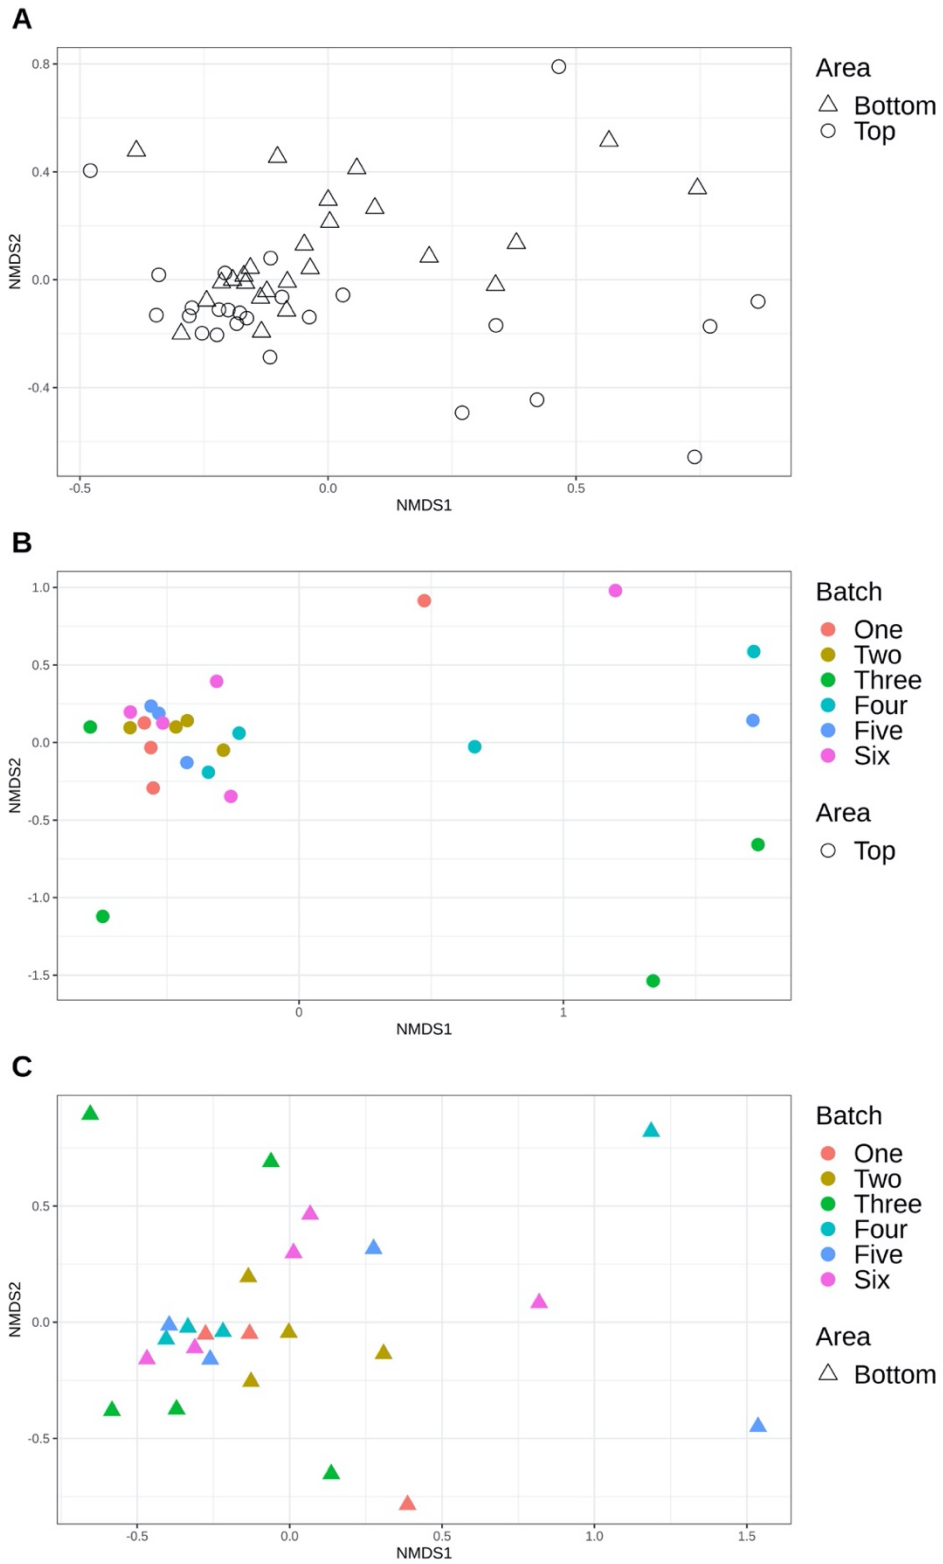 A
0.8
0.4
0.0
-0.4
NMDS2
-0.5 0.0 0.5
NMDS1
Area
Bottom
Top
B
1.0
0.5
0.0
-0.5
-1.0
-1.5
NMDS2
0 1
NMDS1
Batch
One
Two
Three
Four
Five
Six
Area
Top
C
0.5
0.0
-0.5
NMDS2
-0.5 0.0 0.5 1.0 1.5
NMDS1
Batch
One
Two
Three
Four
Five
Six
Area
Bottom